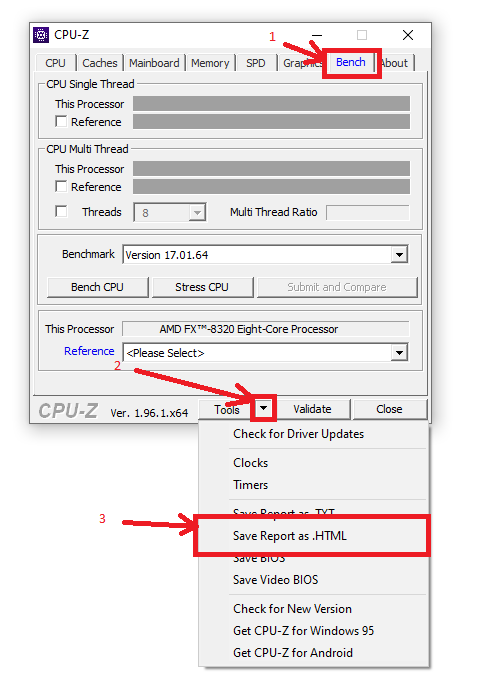 CPU-Z
1
CPU Caches Mainboard Memory SPD Graphics Bench About
CPU Single Thread
This Processor
Reference
CPU Multi Thread
This Processor
Reference
Threads 8 Multi Thread Ratio
Benchmark Version 17.01.64
Bench CPU Stress CPU Submit and Compare
This Processor AMD FX™-8320 Eight-Core Processor
Reference <Please Select>
2
CPU-Z Ver. 1.96.1.x64 Tools Validate Close
Check for Driver Updates
Clocks
Timers
Save Report as .TXT
3
Save Report as .HTML
Save BIOS
Save Video BIOS
Check for New Version
Get CPU-Z for Windows 95
Get CPU-Z for Android